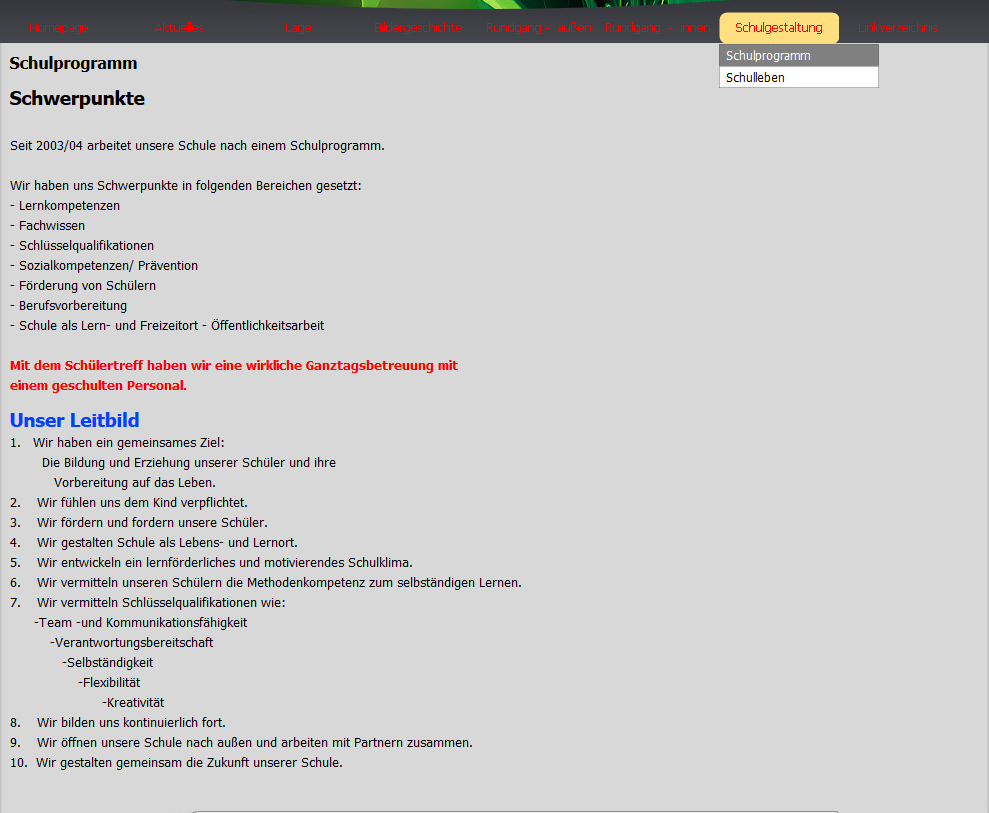 Homepage Aktuelles Lage Bildergeschichte Rundgang - außen Rundgang - innen Schulgestaltung Linkverzeichnis
Schulprogramm
Schulleben
Schulprogramm
Schwerpunkte
Seit 2003/04 arbeitet unsere Schule nach einem Schulprogramm.
Wir haben uns Schwerpunkte in folgenden Bereichen gesetzt:
- Lernkompetenzen
- Fachwissen
- Schlüsselqualifikationen
- Sozialkompetenzen/ Prävention
- Förderung von Schülern
- Berufsvorbereitung
- Schule als Lern- und Freizeitort - Öffentlichkeitsarbeit
Mit dem Schülertreff haben wir eine wirkliche Ganztagsbetreuung mit
einem geschulten Personal.
Unser Leitbild
1. Wir haben ein gemeinsames Ziel:
Die Bildung und Erziehung unserer Schüler und ihre
Vorbereitung auf das Leben.
2. Wir fühlen uns dem Kind verpflichtet.
3. Wir fördern und fordern unsere Schüler.
4. Wir gestalten Schule als Lebens- und Lernort.
5. Wir entwickeln ein lernförderliches und motivierendes Schulklima.
6. Wir vermitteln unseren Schülern die Methodenkompetenz zum selbständigen Lernen.
7. Wir vermitteln Schlüsselqualifikationen wie:
-Team -und Kommunikationsfähigkeit
-Verantwortungsbereitschaft
-Selbständigkeit
-Flexibilität
-Kreativität
8. Wir bilden uns kontinuierlich fort.
9. Wir öffnen unsere Schule nach außen und arbeiten mit Partnern zusammen.
10. Wir gestalten gemeinsam die Zukunft unserer Schule.